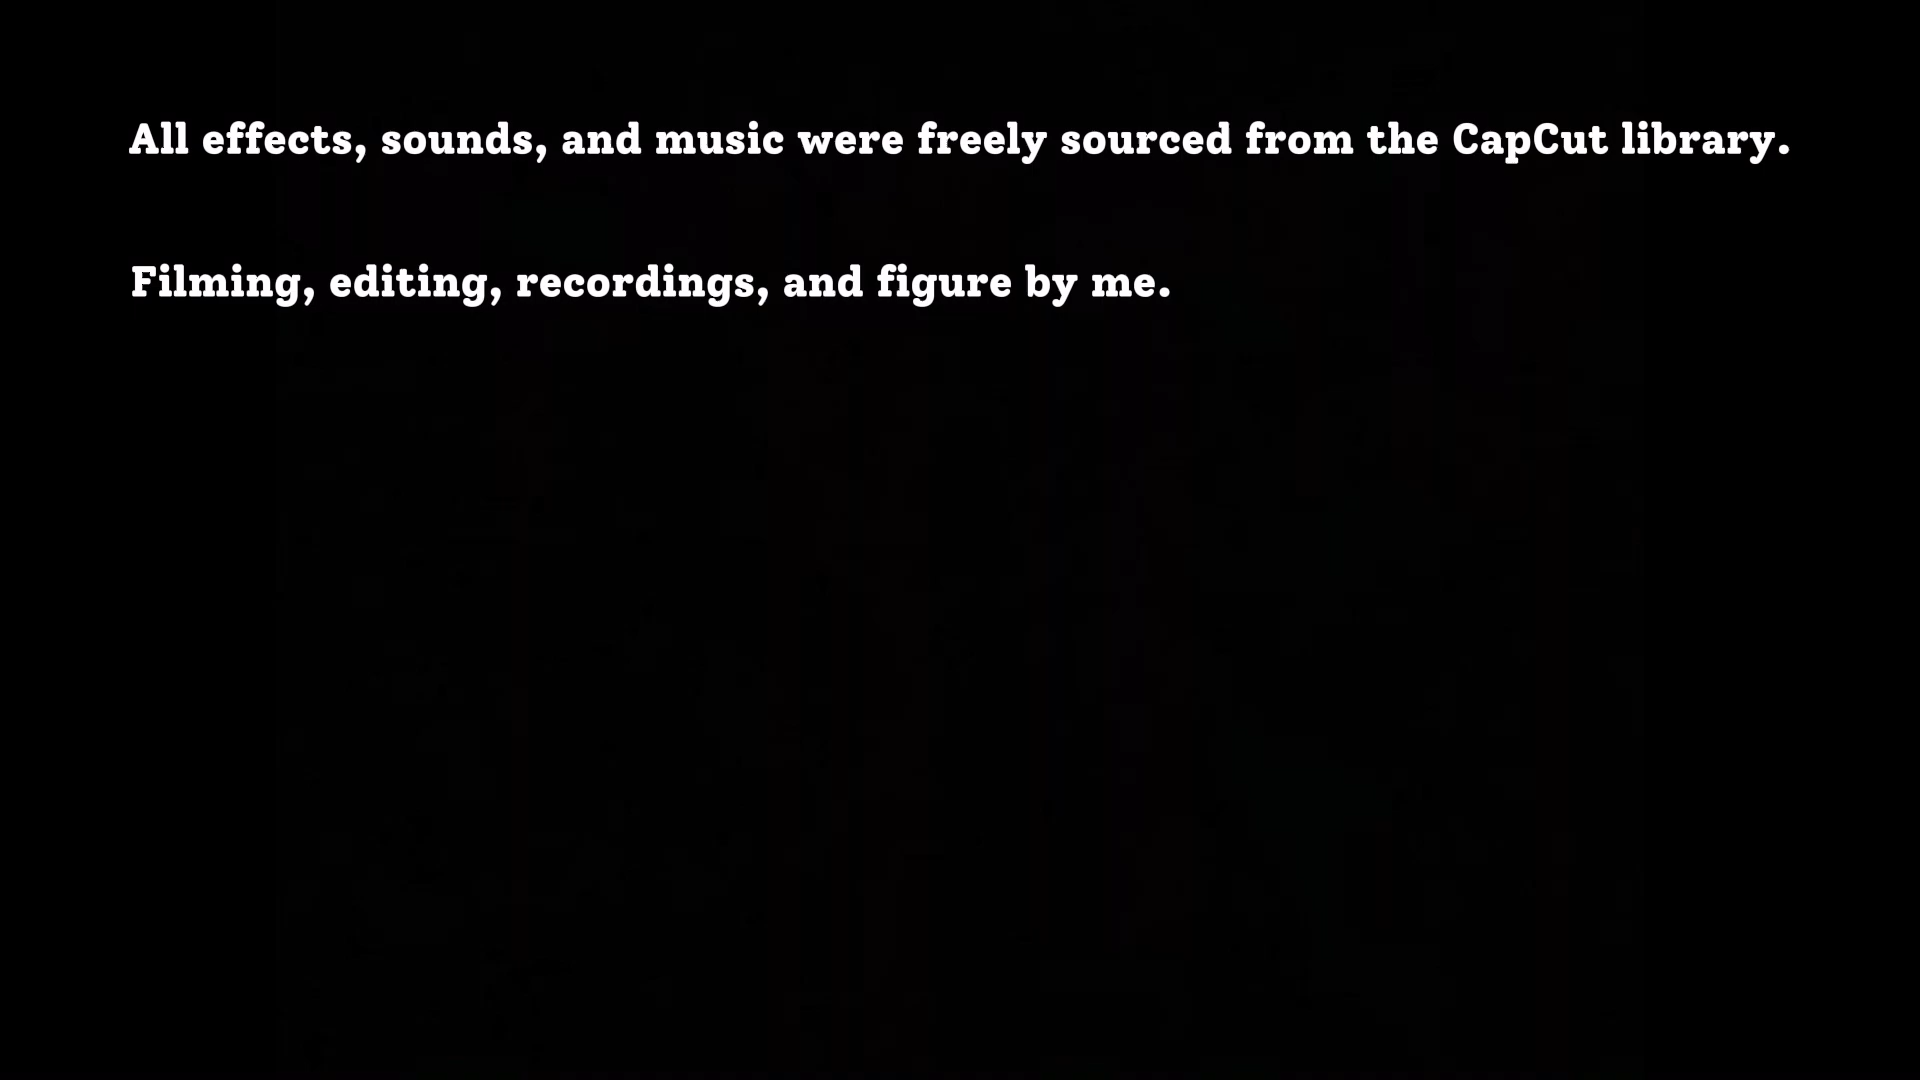 All effects, sounds, and music were freely sourced from the CapCut library.
Filming, editing, recordings, and figure by me.